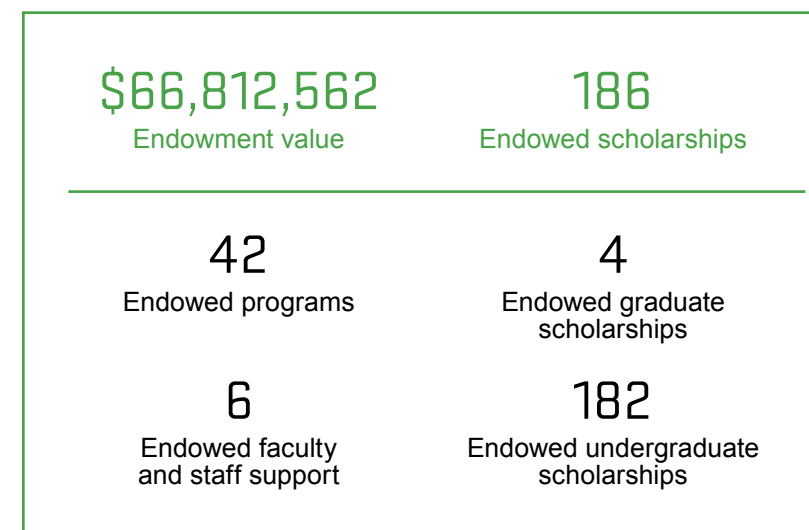 $66,812,562
Endowment value
186
Endowed scholarships
42
Endowed programs
4
Endowed graduate
scholarships
6
Endowed faculty
and staff support
182
Endowed undergraduate
scholarships